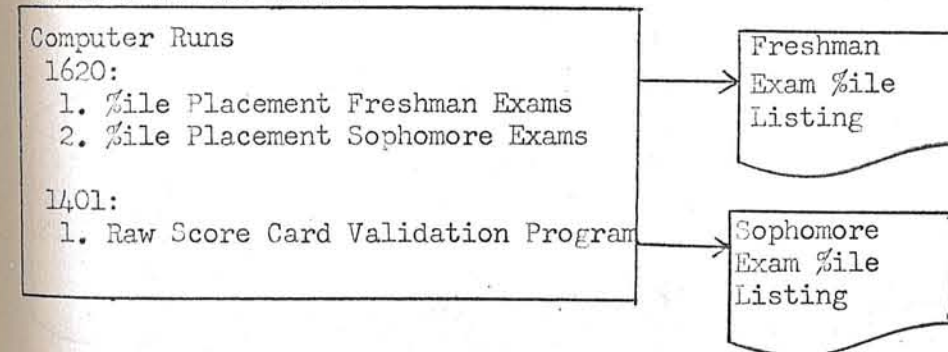 Computer Runs
1620:
1. %ile Placement Freshman Exams
2. %ile Placement Sophomore Exams
1401:
1. Raw Score Card Validation Program
Freshman
Exam %ile
Listing
Sophomore
Exam %ile
Listing